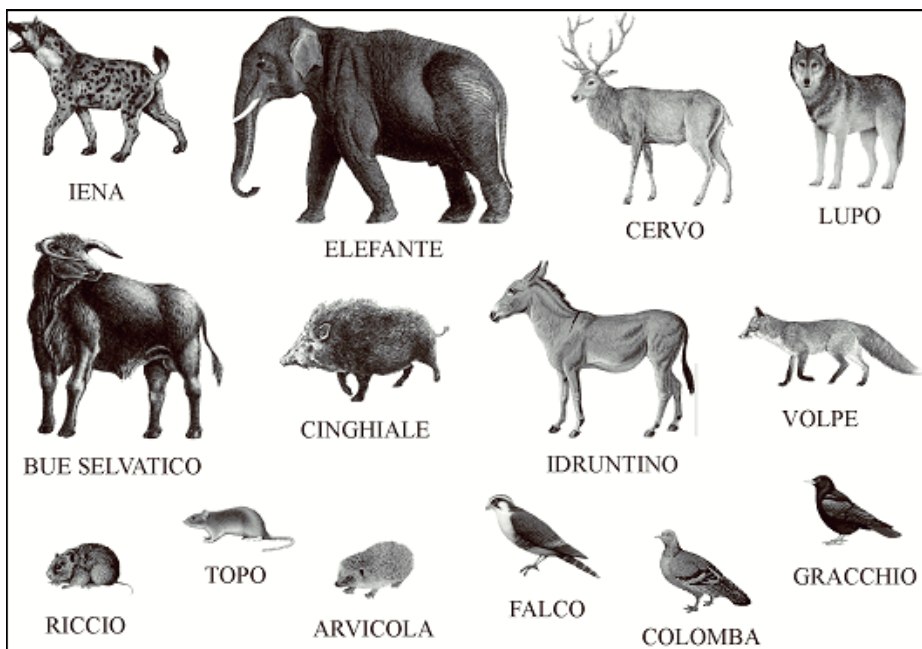 IENA
ELEFANTE
CERVO
LUPO
BUE SELVATICO
CINGHIALE
IDRUNTINO
VOLPE
RICCIO
TOPO
ARVICOLA
FALCO
COLOMBA
GRACCHIO